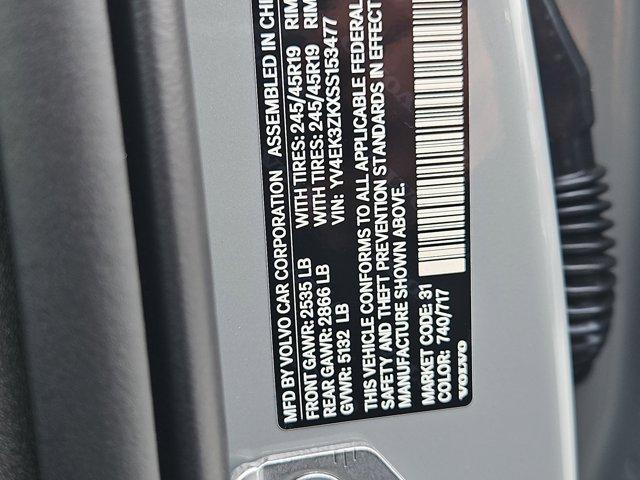 MFD BY VOLVO CAR CORPORATION ASSEMBLED IN CHI
FRONT GAWR: 2535 LB WITH TIRES: 245/45R19 RIM
REAR GAWR: 2866 LB WITH TIRES: 245/45R19 RIM
GVWR: 5132 LB VIN: YV4EK3ZKXSS153477
THIS VEHICLE CONFORMS TO ALL APPLICABLE FEDERAL
SAFETY AND THEFT PREVENTION STANDARDS IN EFFECT
MANUFACTURE SHOWN ABOVE.
MARKET CODE: 31
COLOR: 740/717
VOLVO